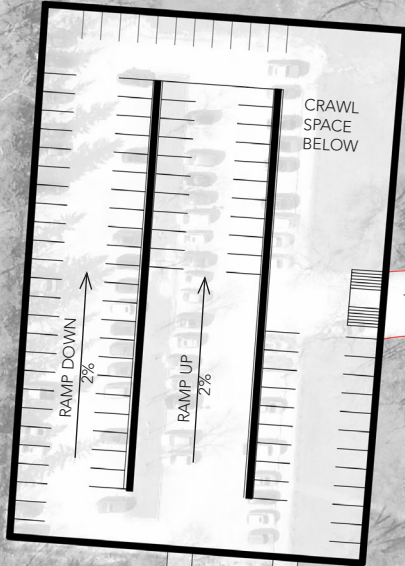 CRAWL
SPACE
BELOW
RAMP DOWN
2%
RAMP UP
2%